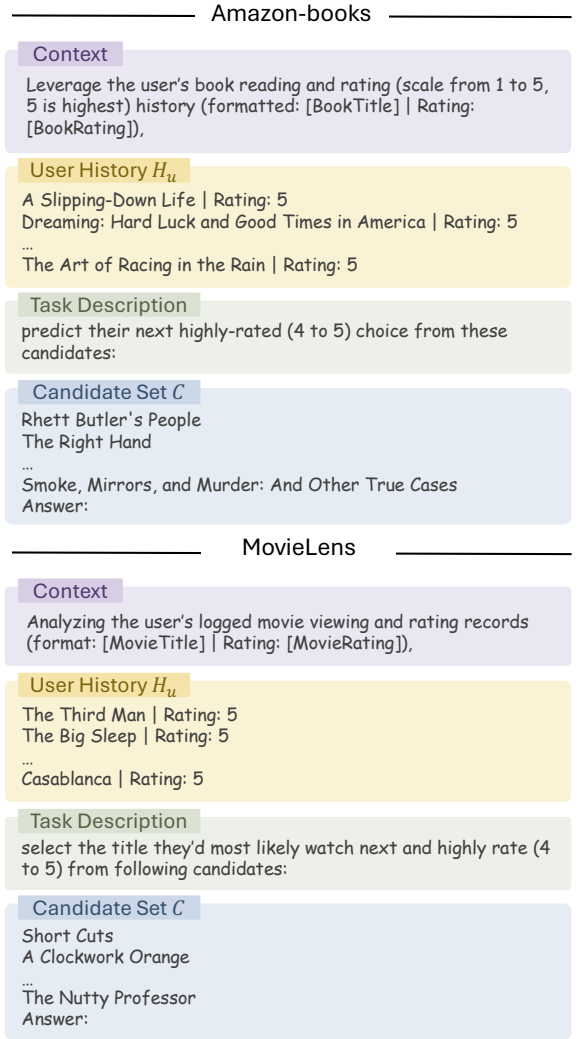 Amazon-books
Context
Leverage the user's book reading and rating (scale from 1 to 5,
5 is highest) history (formatted: [BookTitle] | Rating:
[BookRating]),
User History H_u
A Slipping-Down Life | Rating: 5
Dreaming: Hard Luck and Good Times in America | Rating: 5
...
The Art of Racing in the Rain | Rating: 5
Task Description
predict their next highly-rated (4 to 5) choice from these
candidates:
Candidate Set C
Rhett Butler's People
The Right Hand
...
Smoke, Mirrors, and Murder: And Other True Cases
Answer:
MovieLens
Context
Analyzing the user's logged movie viewing and rating records
(format: [MovieTitle] | Rating: [MovieRating]),
User History H_u
The Third Man | Rating: 5
The Big Sleep | Rating: 5
...
Casablanca | Rating: 5
Task Description
select the title they'd most likely watch next and highly rate (4
to 5) from following candidates:
Candidate Set C
Short Cuts
A Clockwork Orange
...
The Nutty Professor
Answer: